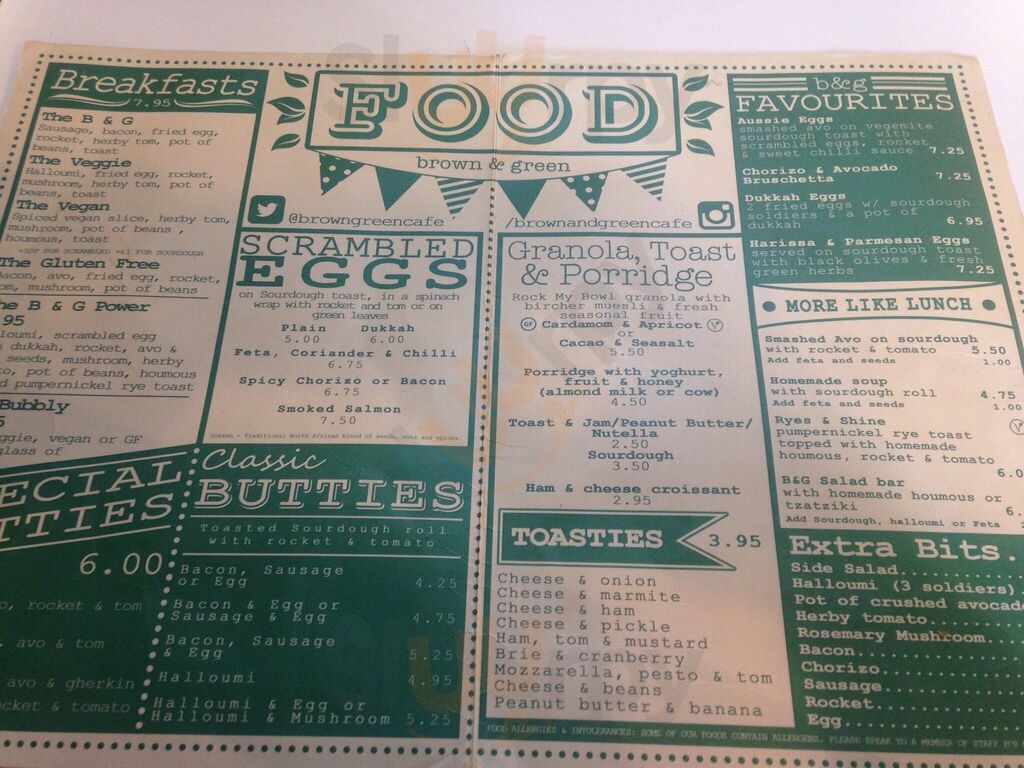 Breakfasts
7.95
The B & G
Sausage, bacon, fried egg,
rocket, herby tom, pot of
beans, toast
The Veggie
Halloumi, fried egg, rocket,
mushroom, herby tom, pot of
beans, toast
The Vegan
Spiced vegan slice, herby tom,
mushroom, pot of beans ,
houmous, toast
+50P FOR SCRAMBLED +£1 FOR SOURDOUGH
The Gluten Free
Bacon, avo, fried egg, rocket,
tom, mushroom, pot of beans
The B & G Power
95
loumi, scrambled egg
dukkah, rocket, avo &
seeds, mushroom, herby
to, pot of beans, houmous
d pumpernickel rye toast
Bubbly
5
ggie, vegan or GF
glass of
ECIAL
TTIES
6.00
o, rocket & tom
avo & tom
avo & gherkin
cket & tomato
FOOD
brown & green
@browngreencafe
/brownandgreencafe
SCRAMBLED
EGGS
on Sourdough toast, in a spinach
wrap with rocket and tom or on
green leaves
Plain Dukkah
5.00 6.00
Feta, Coriander & Chilli
6.75
Spicy Chorizo or Bacon
6.75
Smoked Salmon
7.50
Dukkah - Traditional North African blend of seeds, nuts and spices.
Classic
BUTTIES
Toasted Sourdough roll
with rocket & tomato
Bacon, Sausage
or Egg 4.25
Bacon & Egg or
Sausage & Egg 4.75
Bacon, Sausage
& Egg 5.25
Halloumi 4.95
Halloumi & Egg or
Halloumi & Mushroom 5.25
Granola, Toast
& Porridge
Rock My Bowl granola with
bircher muesli & fresh
seasonal fruit
GF Cardamom & Apricot V
or
Cacao & Seasalt
5.50
Porridge with yoghurt,
fruit & honey
(almond milk or cow)
4.50
Toast & Jam/Peanut Butter/
Nutella
2.50
Sourdough
3.50
Ham & cheese croissant
2.95
TOASTIES 3.95
Cheese & onion
Cheese & marmite
Cheese & ham
Cheese & pickle
Ham, tom & mustard
Brie & cranberry
Mozzarella, pesto & tom
Cheese & beans
Peanut butter & banana
FOOD ALLERGIES & INTOLERANCES: SOME OF OUR FOODS CONTAIN ALLERGENS. PLEASE SPEAK TO A MEMBER OF STAFF FOR
b&g
FAVOURITES
Aussie Eggs
smashed avo on vegemite
sourdough toast with
scrambled eggs, rocket
& sweet chilli sauce 7.25
Chorizo & Avocado
Bruschetta 7.25
Dukkah Eggs
2 fried eggs w/ sourdough
soldiers & a pot of
dukkah 6.95
Harissa & Parmesan Eggs
served on sourdough toast
with black olives & fresh
green herbs 7.25
MORE LIKE LUNCH
Smashed Avo on sourdough
with rocket & tomato 5.50
Add feta and seeds 1.00
Homemade soup
with sourdough roll 4.75
Add feta and seeds 1.00
Ryes & Shine V
pumpernickel rye toast
topped with homemade
houmous, rocket & tomato
6.0
B&G Salad bar
with homemade houmous or
tzatziki 6.
Add Sourdough, halloumi or Feta 2
Extra Bits.
Side Salad
Halloumi (3 soldiers)
Pot of crushed avocado
Herby tomato
Rosemary Mushroom
Bacon
Chorizo
Sausage
Rocket
Egg